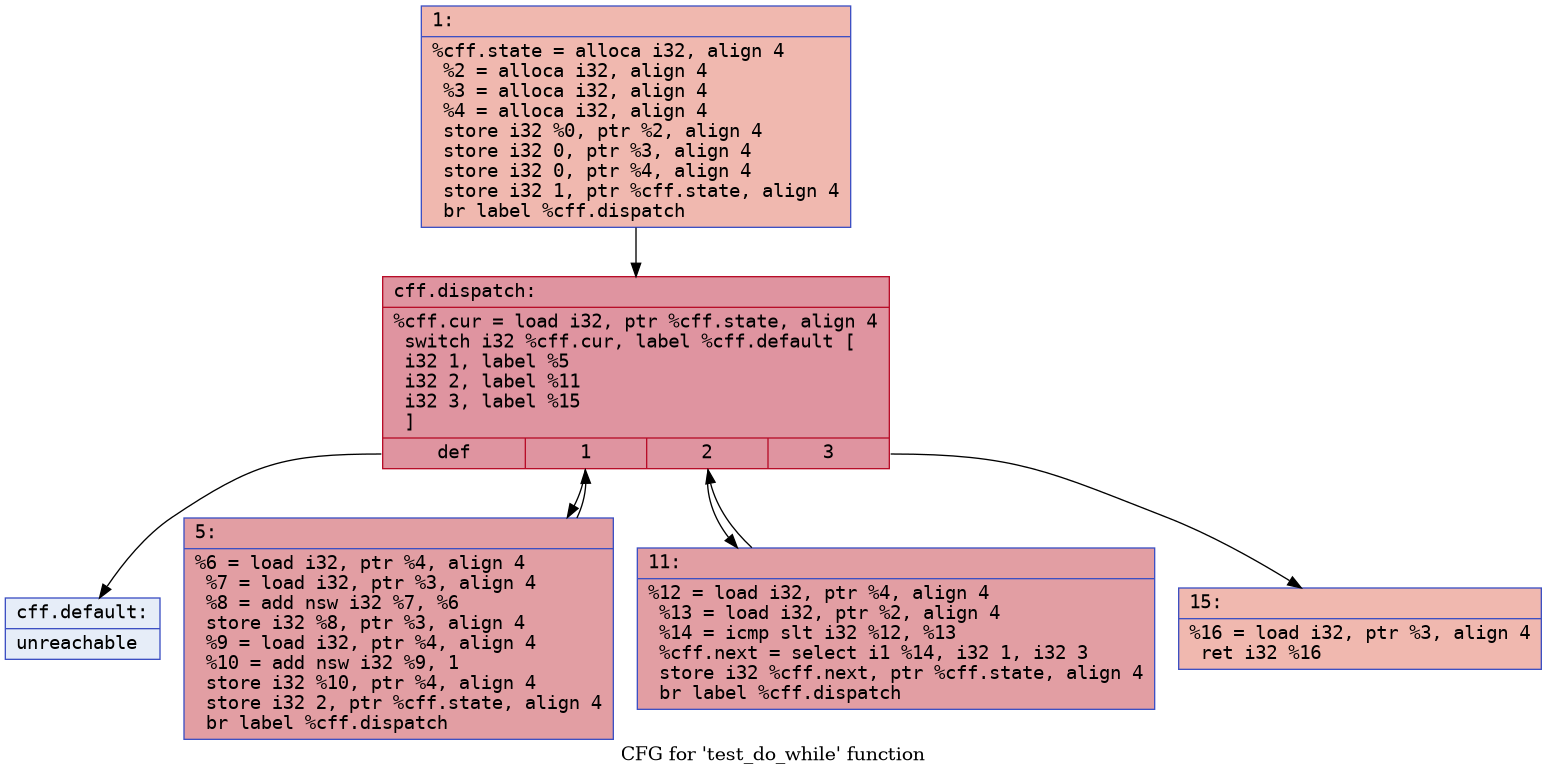 1:
%cff.state = alloca i32, align 4
%2 = alloca i32, align 4
%3 = alloca i32, align 4
%4 = alloca i32, align 4
store i32 %0, ptr %2, align 4
store i32 0, ptr %3, align 4
store i32 0, ptr %4, align 4
store i32 1, ptr %cff.state, align 4
br label %cff.dispatch
cff.dispatch:
%cff.cur = load i32, ptr %cff.state, align 4
switch i32 %cff.cur, label %cff.default [
i32 1, label %5
i32 2, label %11
i32 3, label %15
]
def 1 2 3
cff.default:
unreachable
5:
%6 = load i32, ptr %4, align 4
%7 = load i32, ptr %3, align 4
%8 = add nsw i32 %7, %6
store i32 %8, ptr %3, align 4
%9 = load i32, ptr %4, align 4
%10 = add nsw i32 %9, 1
store i32 %10, ptr %4, align 4
store i32 2, ptr %cff.state, align 4
br label %cff.dispatch
11:
%12 = load i32, ptr %4, align 4
%13 = load i32, ptr %2, align 4
%14 = icmp slt i32 %12, %13
%cff.next = select i1 %14, i32 1, i32 3
store i32 %cff.next, ptr %cff.state, align 4
br label %cff.dispatch
15:
%16 = load i32, ptr %3, align 4
ret i32 %16
CFG for 'test_do_while' function